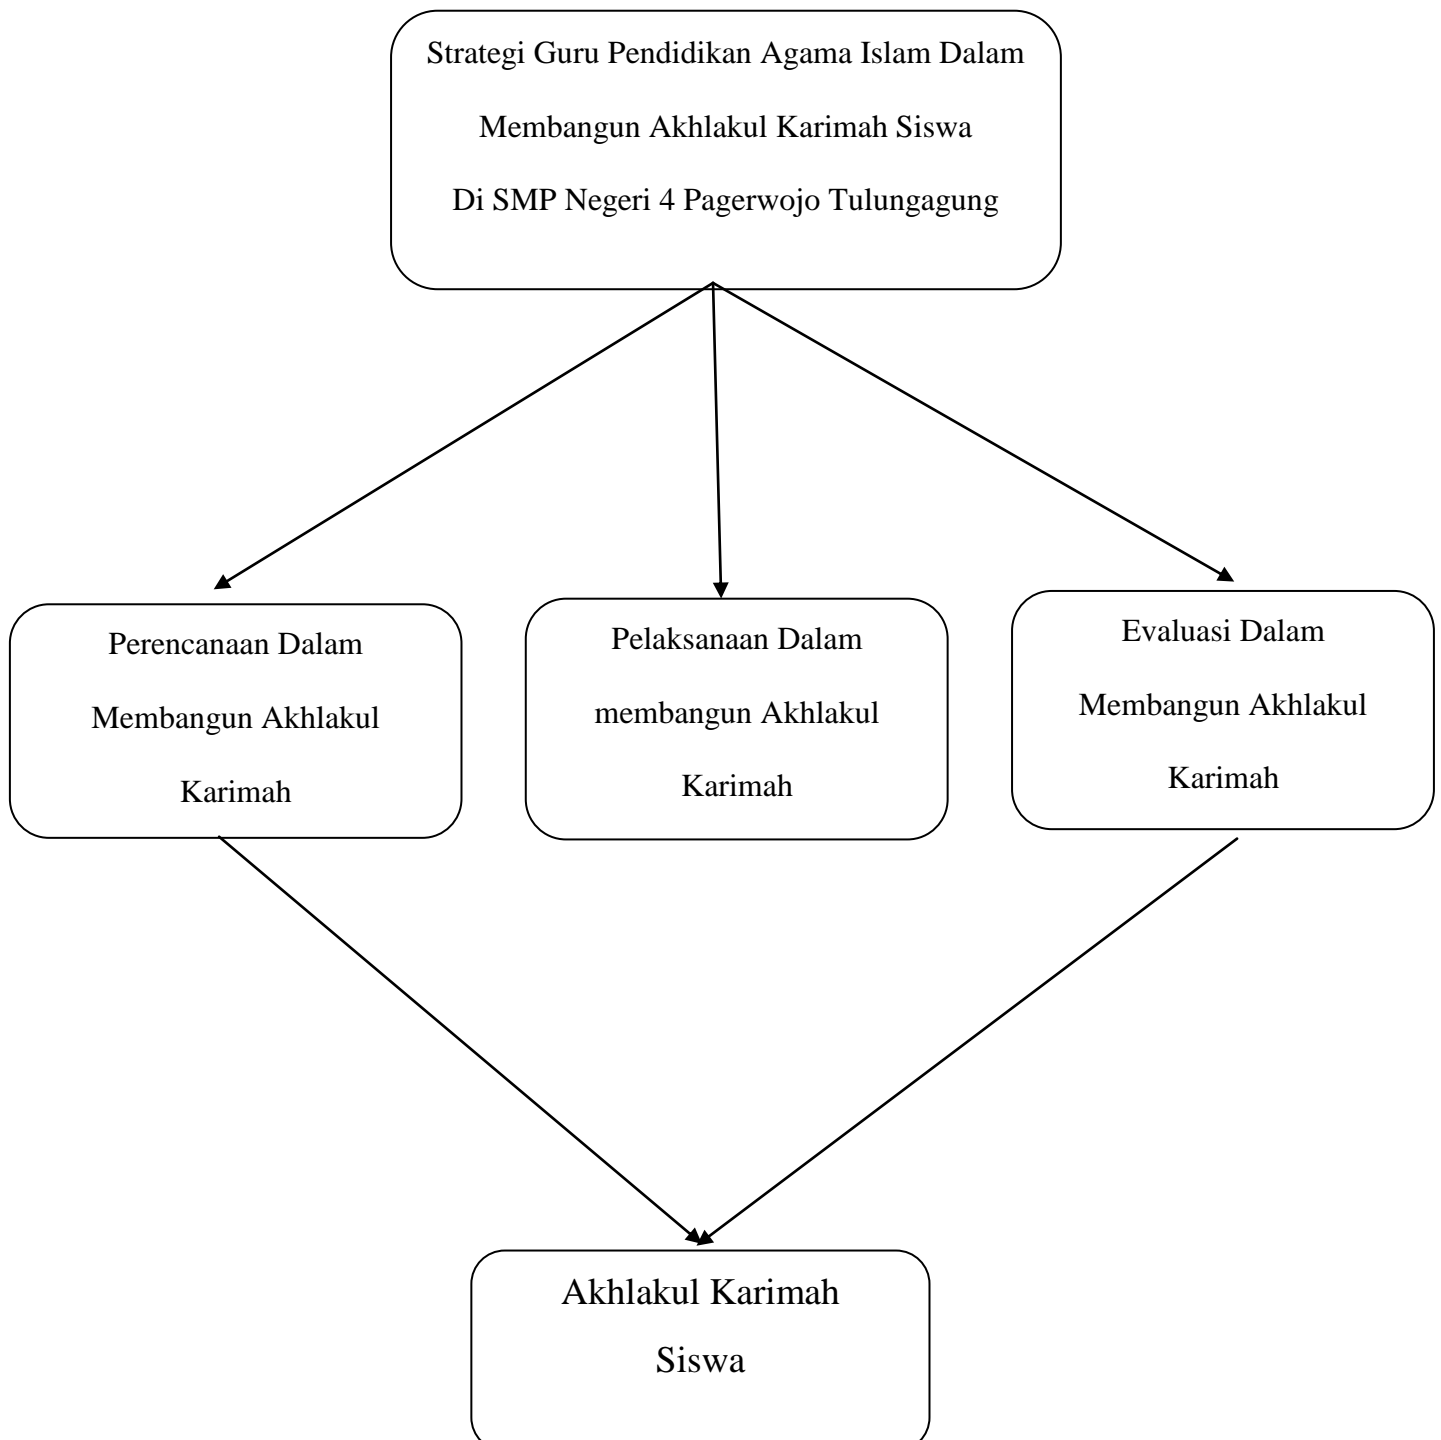 Strategi Guru Pendidikan Agama Islam Dalam
Membangun Akhlakul Karimah Siswa
Di SMP Negeri 4 Pagerwojo Tulungagung
Perencanaan Dalam
Membangun Akhlakul
Karimah
Pelaksanaan Dalam
membangun Akhlakul
Karimah
Evaluasi Dalam
Membangun Akhlakul
Karimah
Akhlakul Karimah
Siswa